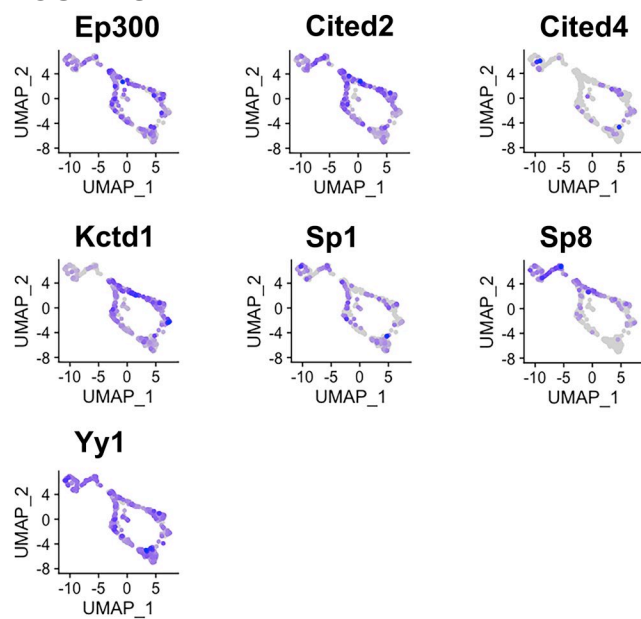 Ep300 Cited2 Cited4
UMAP_2 4 0 -4 -8 UMAP_2 4 0 -4 -8 UMAP_2 4 0 -4 -8
-10 -5 0 5 -10 -5 0 5 -10 -5 0 5
UMAP_1 UMAP_1 UMAP_1
Kctd1 Sp1 Sp8
UMAP_2 4 0 -4 -8 UMAP_2 4 0 -4 -8 UMAP_2 4 0 -4 -8
-10 -5 0 5 -10 -5 0 5 -10 -5 0 5
UMAP_1 UMAP_1 UMAP_1
Yy1
UMAP_2 4 0 -4 -8
-10 -5 0 5
UMAP_1